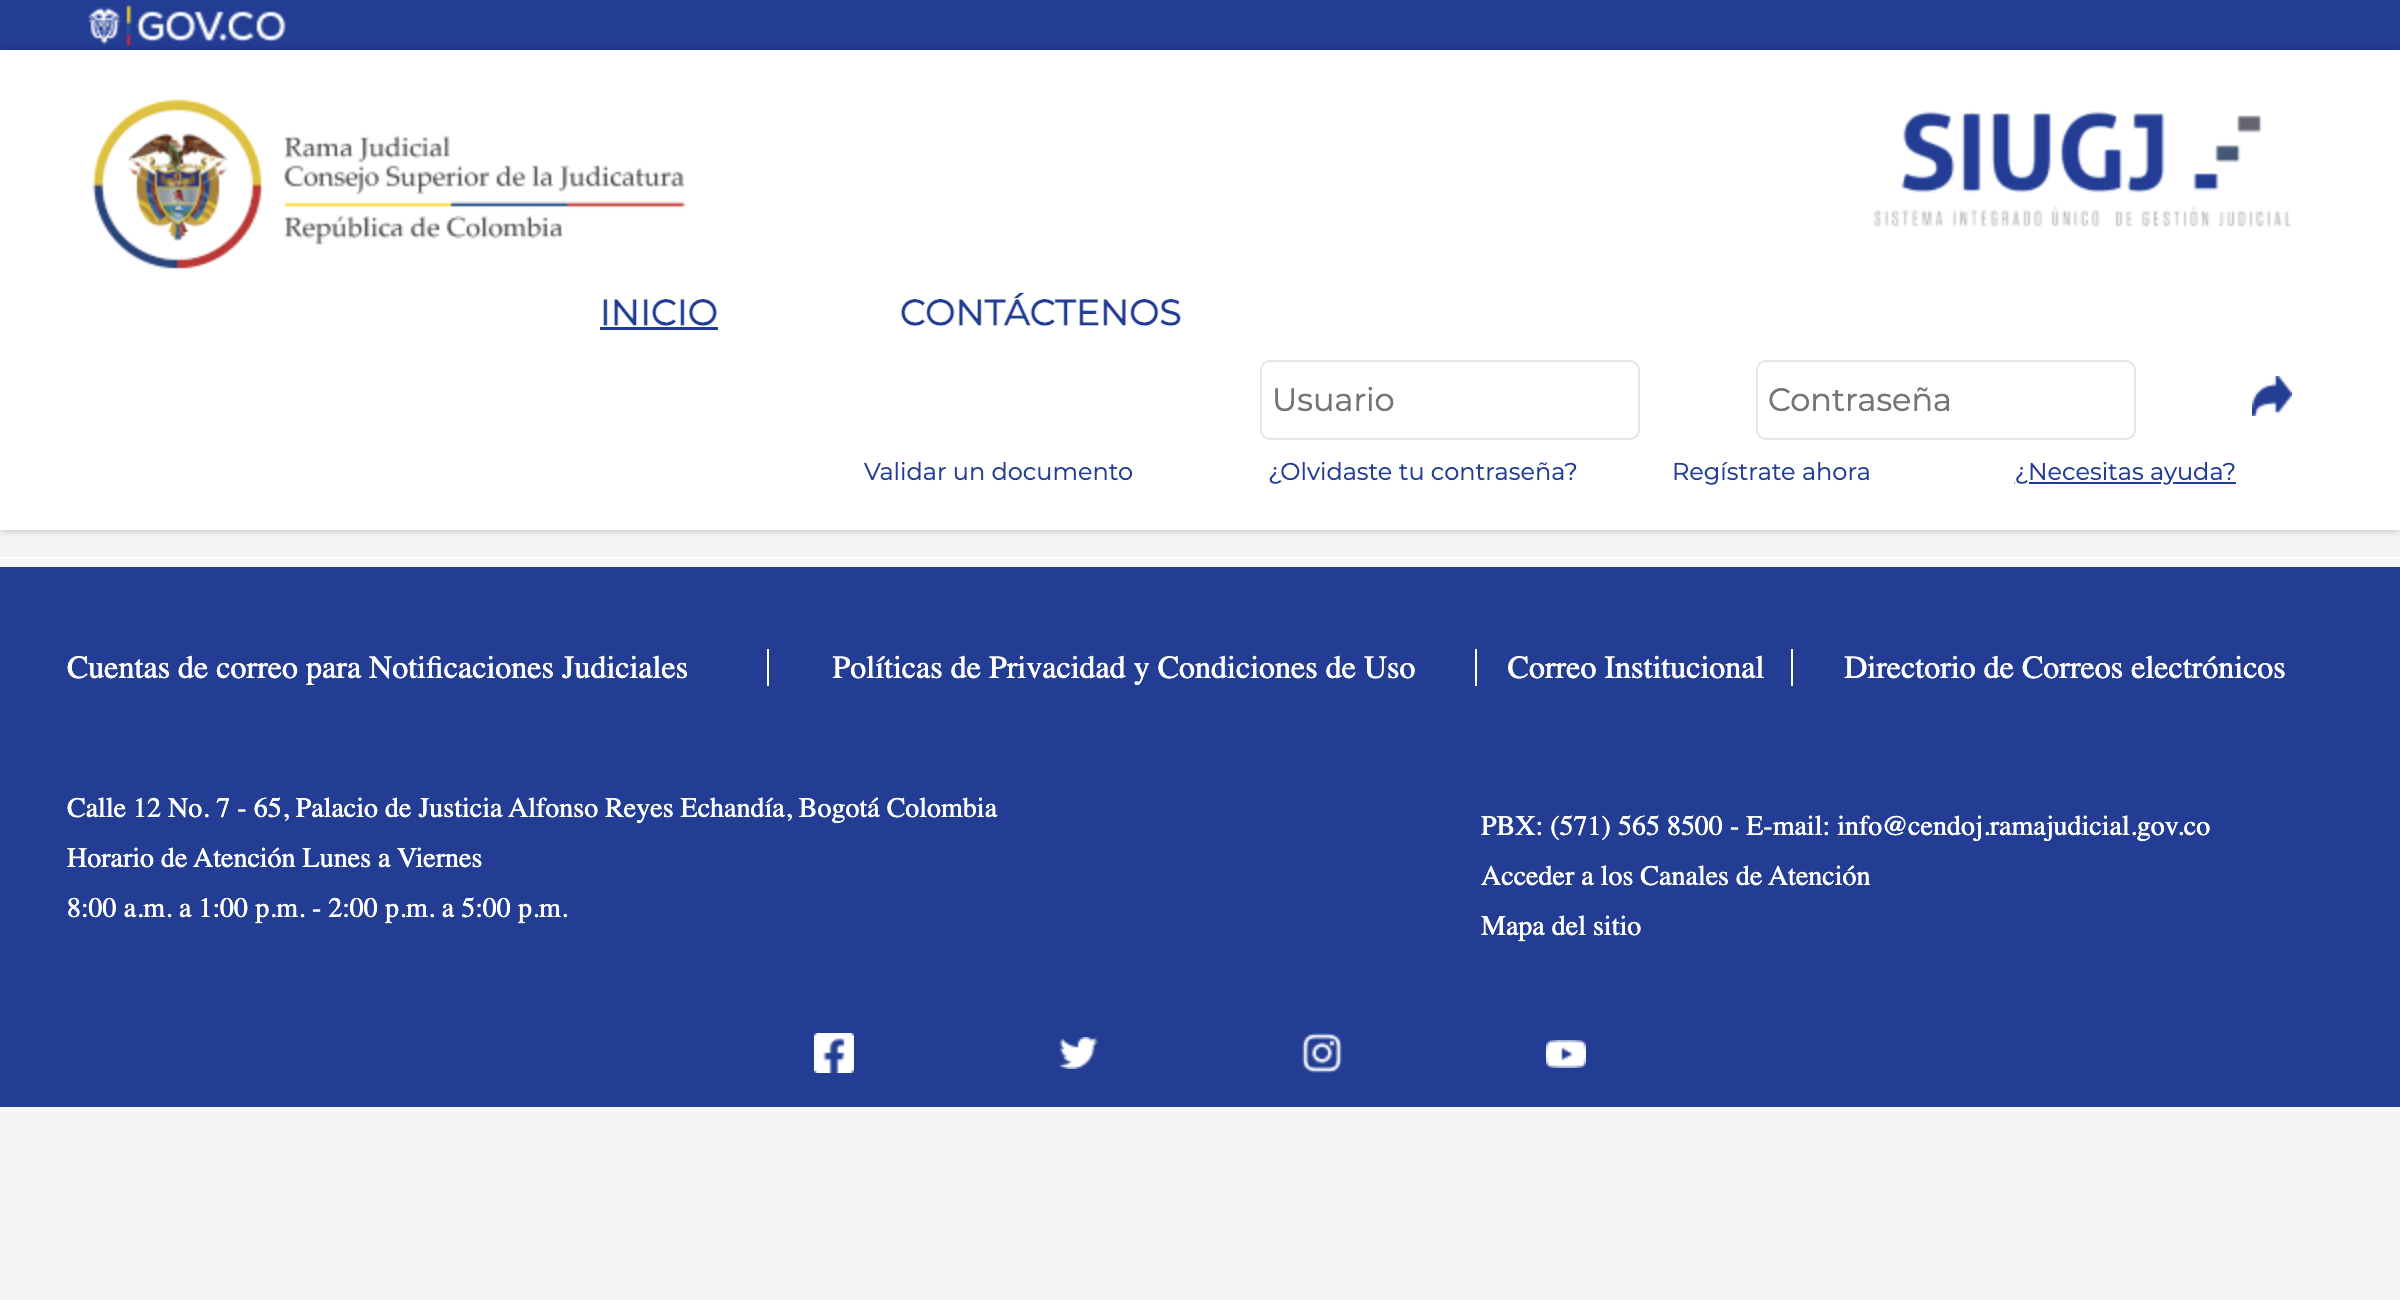 GOV.CO
Rama Judicial
Consejo Superior de la Judicatura
República de Colombia
SIUGJ
SISTEMA INTEGRADO ÚNICO DE GESTIÓN JUDICIAL
INICIO CONTÁCTENOS
Usuario Contraseña
Validar un documento ¿Olvidaste tu contraseña? Regístrate ahora ¿Necesitas ayuda?
Cuentas de correo para Notificaciones Judiciales Políticas de Privacidad y Condiciones de Uso Correo Institucional Directorio de Correos electrónicos
Calle 12 No. 7 - 65, Palacio de Justicia Alfonso Reyes Echandía, Bogotá Colombia
Horario de Atención Lunes a Viernes
8:00 a.m. a 1:00 p.m. - 2:00 p.m. a 5:00 p.m.
PBX: (571) 565 8500 - E-mail: info@cendoj.ramajudicial.gov.co
Acceder a los Canales de Atención
Mapa del sitio